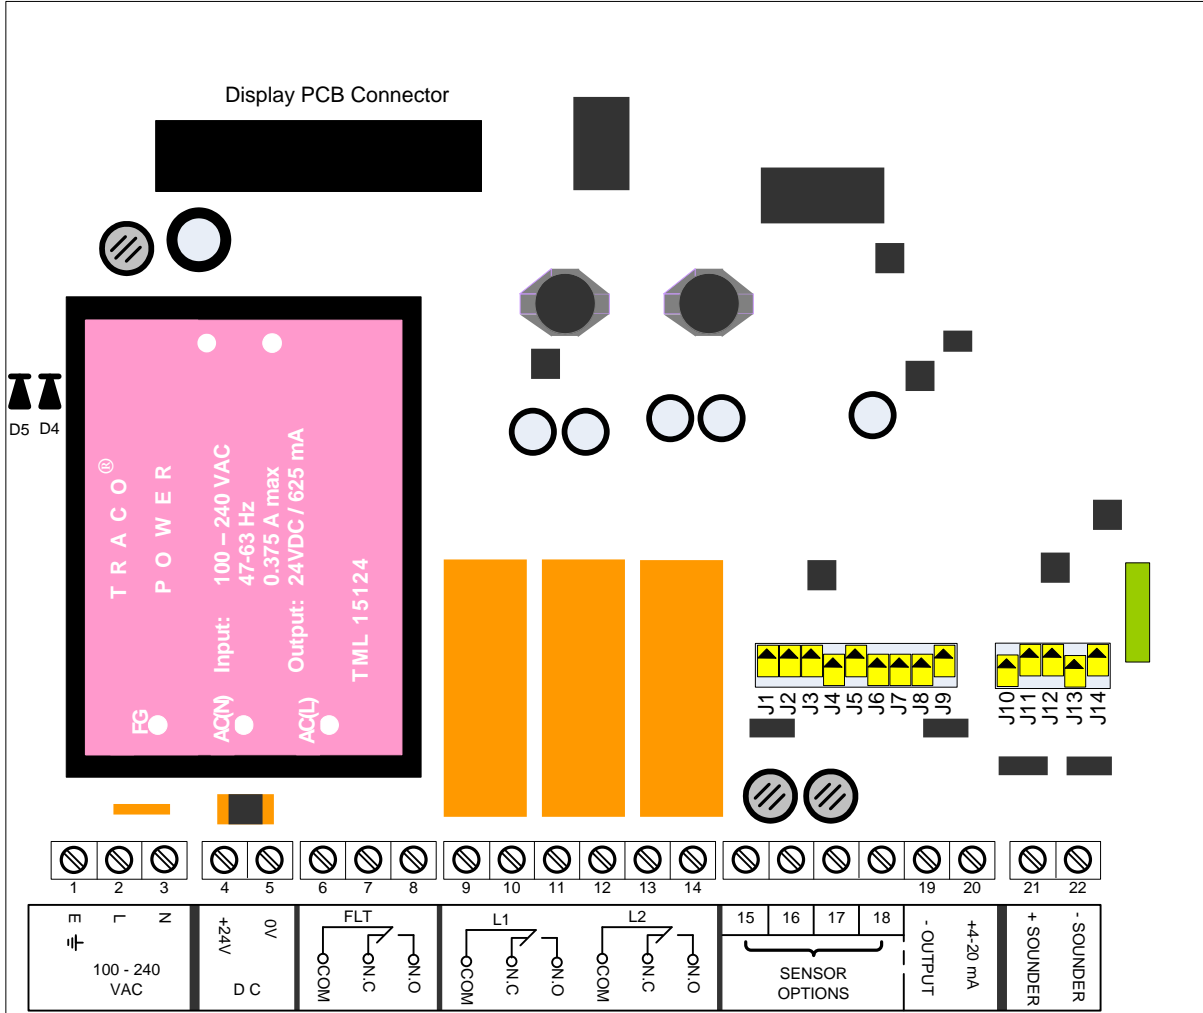 Display PCB Connector
D5 D4
TRACO®
POWER
Input: 100 – 240 VAC
47-63 Hz
0.375 A max
Output: 24VDC / 625 mA
TML 15124
FG
AC(N)
AC(L)
J1 J2 J3 J4 J5 J6 J7 J8 J9
J10 J11 J12 J13 J14
1 2 3 4 5 6 7 8 9 10 11 12 13 14 19 20 21 22
E L N
100 - 240
VAC
+24V 0V
D C
FLT
COM N.C N.O
L1
COM N.C N.O
L2
COM N.C N.O
15 16 17 18
SENSOR
OPTIONS
- OUTPUT
+4-20 mA
+ SOUNDER
- SOUNDER